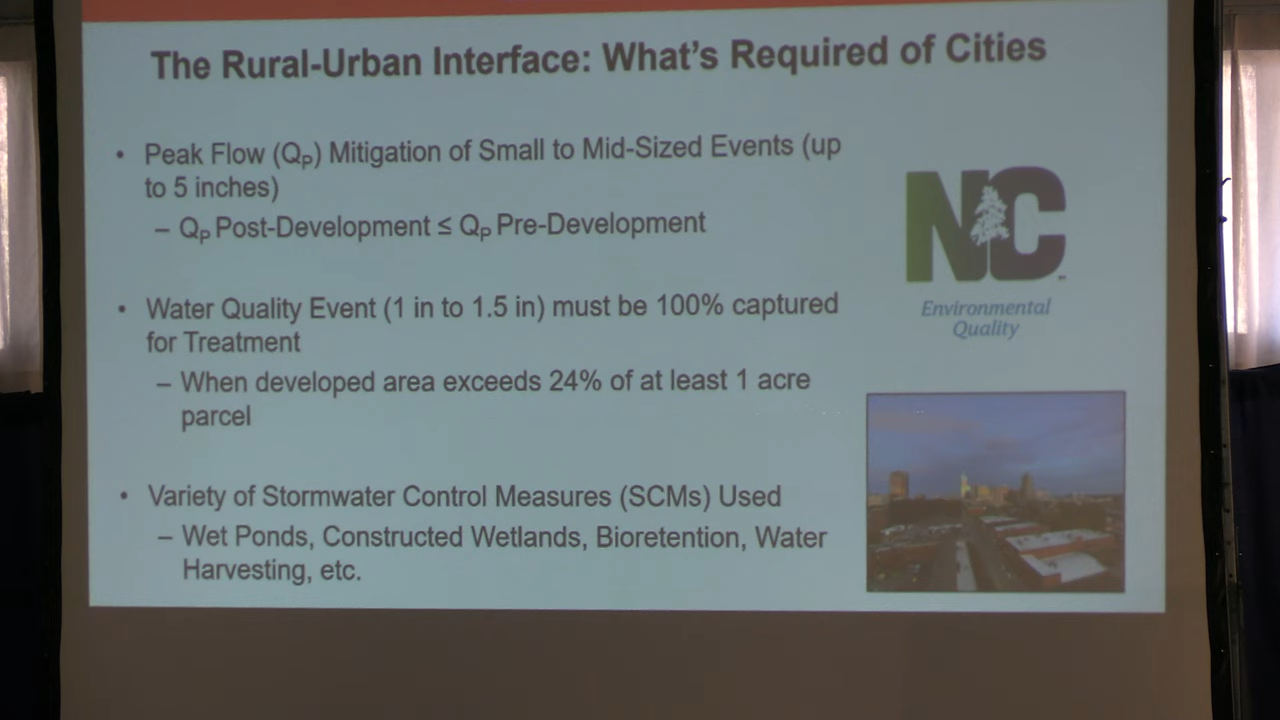 The Rural-Urban Interface: What's Required of Cities
• Peak Flow (QP) Mitigation of Small to Mid-Sized Events (up
to 5 inches)
– QP Post-Development ≤ QP Pre-Development
• Water Quality Event (1 in to 1.5 in) must be 100% captured
for Treatment
– When developed area exceeds 24% of at least 1 acre
parcel
• Variety of Stormwater Control Measures (SCMs) Used
– Wet Ponds, Constructed Wetlands, Bioretention, Water
Harvesting, etc.
NC
Environmental
Quality